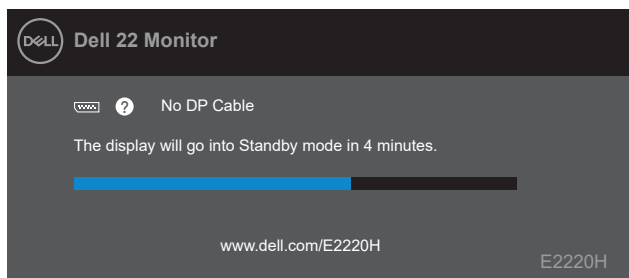 DELL Dell 22 Monitor
? No DP Cable
The display will go into Standby mode in 4 minutes.
www.dell.com/E2220H
E2220H